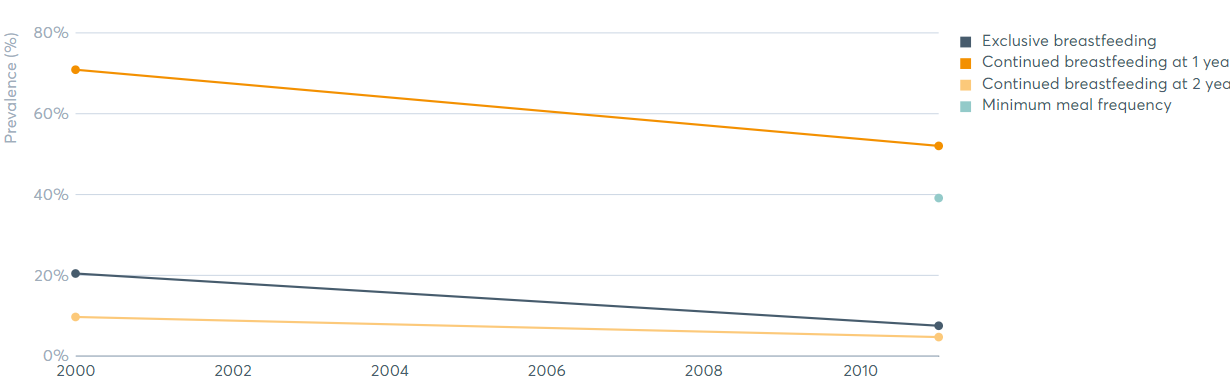 80%
60%
40%
20%
0%
Prevalence (%)
2000 2002 2004 2006 2008 2010
Exclusive breastfeeding
Continued breastfeeding at 1 yea
Continued breastfeeding at 2 yea
Minimum meal frequency